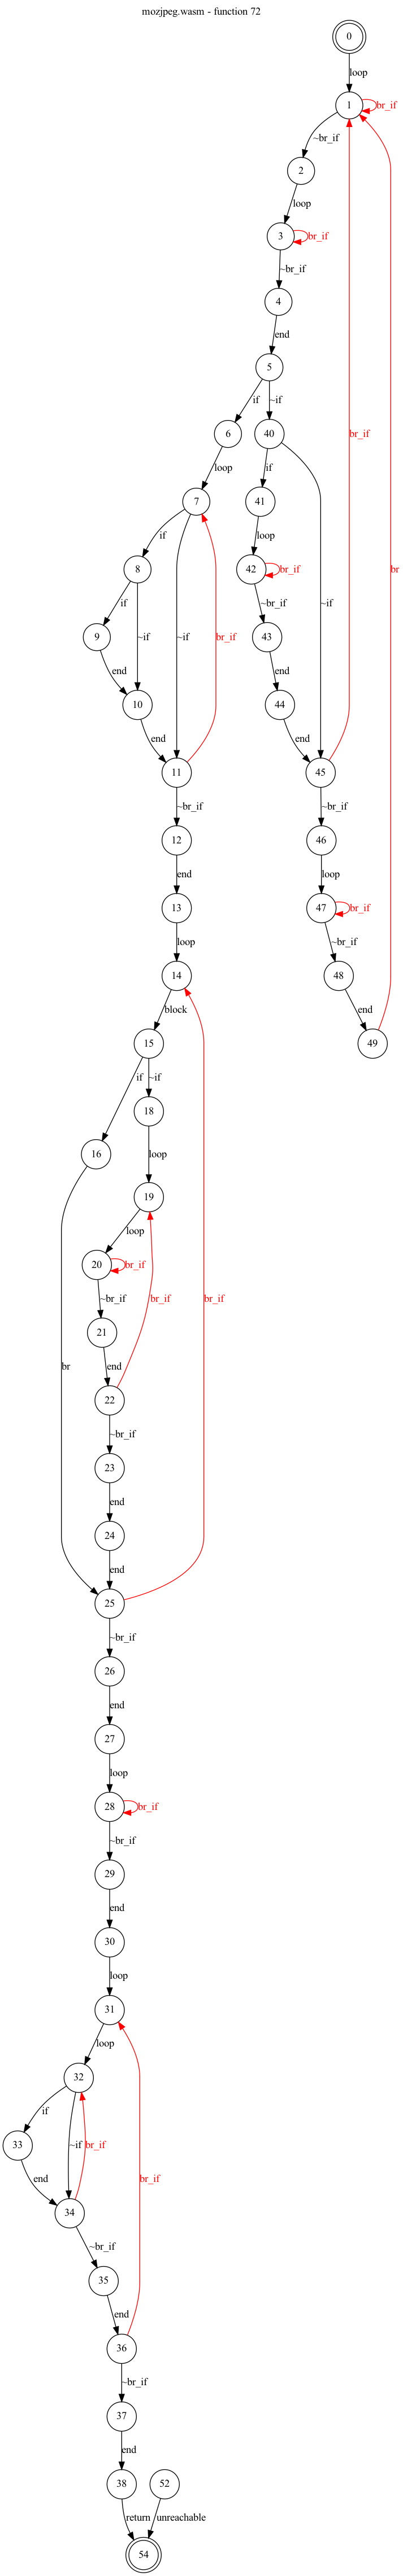 mozjpeg.wasm - function 72
0
loop
1
br_if
~br_if
2
loop
3
br_if
~br_if
4
end
5
if
~if
6
40
loop
if
7
41
br_if
if
loop
8
42
br_if
if
~if
~if
br_if
~if
~br_if
br
9
43
end
end
10
44
end
end
11
45
~br_if
~br_if
12
46
end
loop
13
47
br_if
loop
~br_if
14
48
block
end
15
49
if
~if
18
16
loop
19
loop
20
br_if
~br_if
br_if
br_if
21
br
end
22
~br_if
23
end
24
end
25
~br_if
26
end
27
loop
28
br_if
~br_if
29
end
30
loop
31
loop
32
if
33
~if
br_if
end
br_if
34
~br_if
35
end
36
~br_if
37
end
38
52
return
unreachable
54